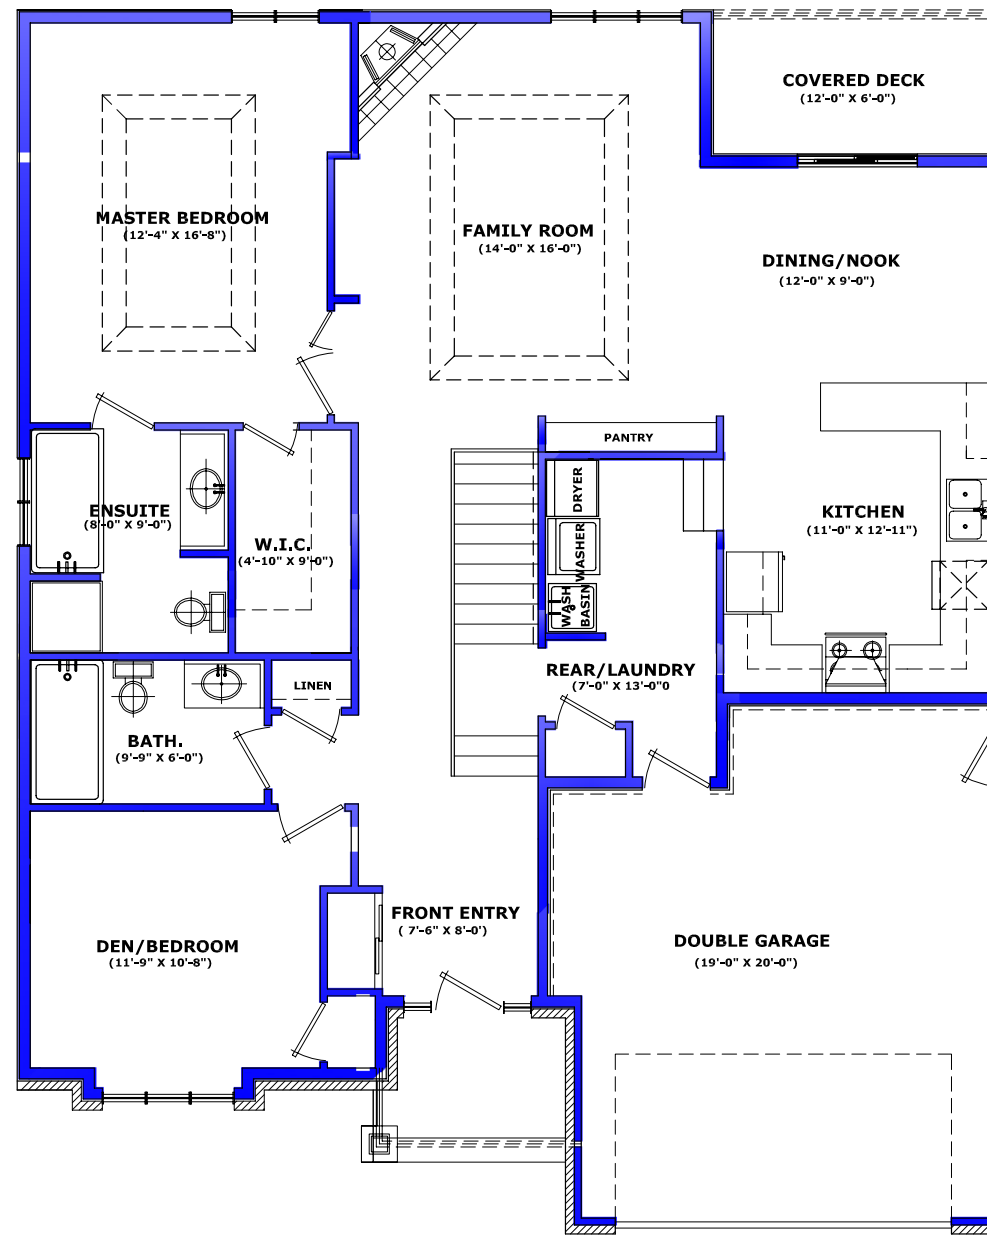 COVERED DECK
(12'-0" X 6'-0")
MASTER BEDROOM
(12'-4" X 16'-8")
FAMILY ROOM
(14'-0" X 16'-0")
DINING/NOOK
(12'-0" X 9'-0")
PANTRY
DRYER
WASHER
WASH
BASIN
ENSUITE
(8'-0" X 9'-0")
W.I.C.
(4'-10" X 9'-0")
KITCHEN
(11'-0" X 12'-11")
REAR/LAUNDRY
(7'-0" X 13'-0"0
LINEN
BATH.
(9'-9" X 6'-0")
FRONT ENTRY
( 7'-6" X 8'-0')
DEN/BEDROOM
(11'-9" X 10'-8")
DOUBLE GARAGE
(19'-0" X 20'-0")